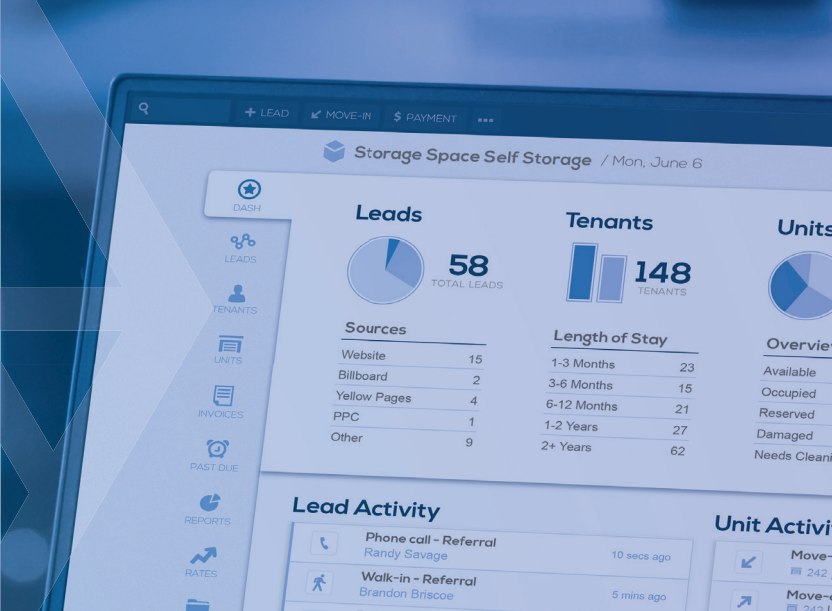 + LEAD MOVE-IN $ PAYMENT •••
Storage Space Self Storage / Mon, June 6
DASH
LEADS
TENANTS
UNITS
INVOICES
PAST DUE
REPORTS
RATES
Leads
58
TOTAL LEADS
Sources
Website 15
Billboard 2
Yellow Pages 4
PPC 1
Other 9
Tenants
148
TENANTS
Length of Stay
1-3 Months 23
3-6 Months 15
6-12 Months 21
1-2 Years 27
2+ Years 62
Units
Overvie
Available
Occupied
Reserved
Damaged
Needs Cleani
Lead Activity
Phone call - Referral
Randy Savage 10 secs ago
Walk-in - Referral
Brandon Briscoe 5 mins ago
Unit Activi
Move-
242
Move-